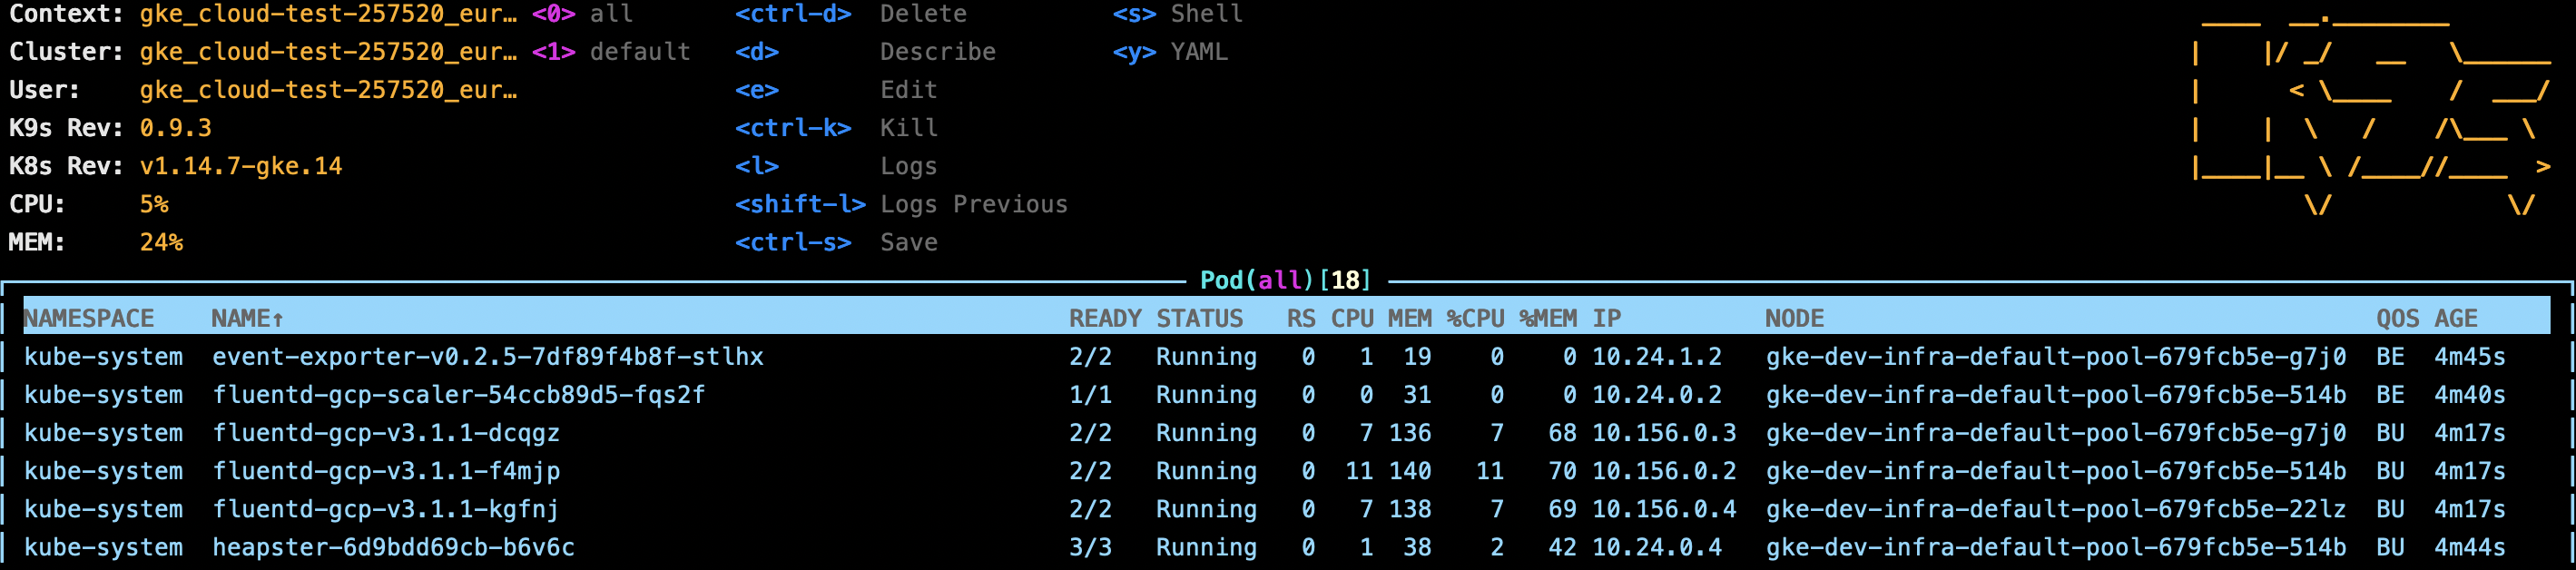 Context: gke_cloud-test-257520_eur… <0> all <ctrl-d> Delete <s> Shell
Cluster: gke_cloud-test-257520_eur… <1> default <d> Describe <y> YAML
User: gke_cloud-test-257520_eur… <e> Edit
K9s Rev: 0.9.3 <ctrl-k> Kill
K8s Rev: v1.14.7-gke.14 <l> Logs
CPU: 5% <shift-l> Logs Previous
MEM: 24% <ctrl-s> Save
Pod(all)[18]
NAMESPACE NAME↑ READY STATUS RS CPU MEM %CPU %MEM IP NODE QOS AGE
kube-system event-exporter-v0.2.5-7df89f4b8f-stlhx 2/2 Running 0 1 19 0 0 10.24.1.2 gke-dev-infra-default-pool-679fcb5e-g7j0 BE 4m45s
kube-system fluentd-gcp-scaler-54ccb89d5-fqs2f 1/1 Running 0 0 31 0 0 10.24.0.2 gke-dev-infra-default-pool-679fcb5e-514b BE 4m40s
kube-system fluentd-gcp-v3.1.1-dcqgz 2/2 Running 0 7 136 7 68 10.156.0.3 gke-dev-infra-default-pool-679fcb5e-g7j0 BU 4m17s
kube-system fluentd-gcp-v3.1.1-f4mjp 2/2 Running 0 11 140 11 70 10.156.0.2 gke-dev-infra-default-pool-679fcb5e-514b BU 4m17s
kube-system fluentd-gcp-v3.1.1-kgfnj 2/2 Running 0 7 138 7 69 10.156.0.4 gke-dev-infra-default-pool-679fcb5e-22lz BU 4m17s
kube-system heapster-6d9bdd69cb-b6v6c 3/3 Running 0 1 38 2 42 10.24.0.4 gke-dev-infra-default-pool-679fcb5e-514b BU 4m44s